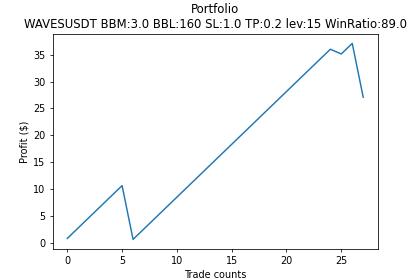 Portfolio
WAVESUSDT BBM:3.0 BBL:160 SL:1.0 TP:0.2 lev:15 WinRatio:89.0
35
30
25
20
15
10
5
0
Profit ($)
0 5 10 15 20 25
Trade counts